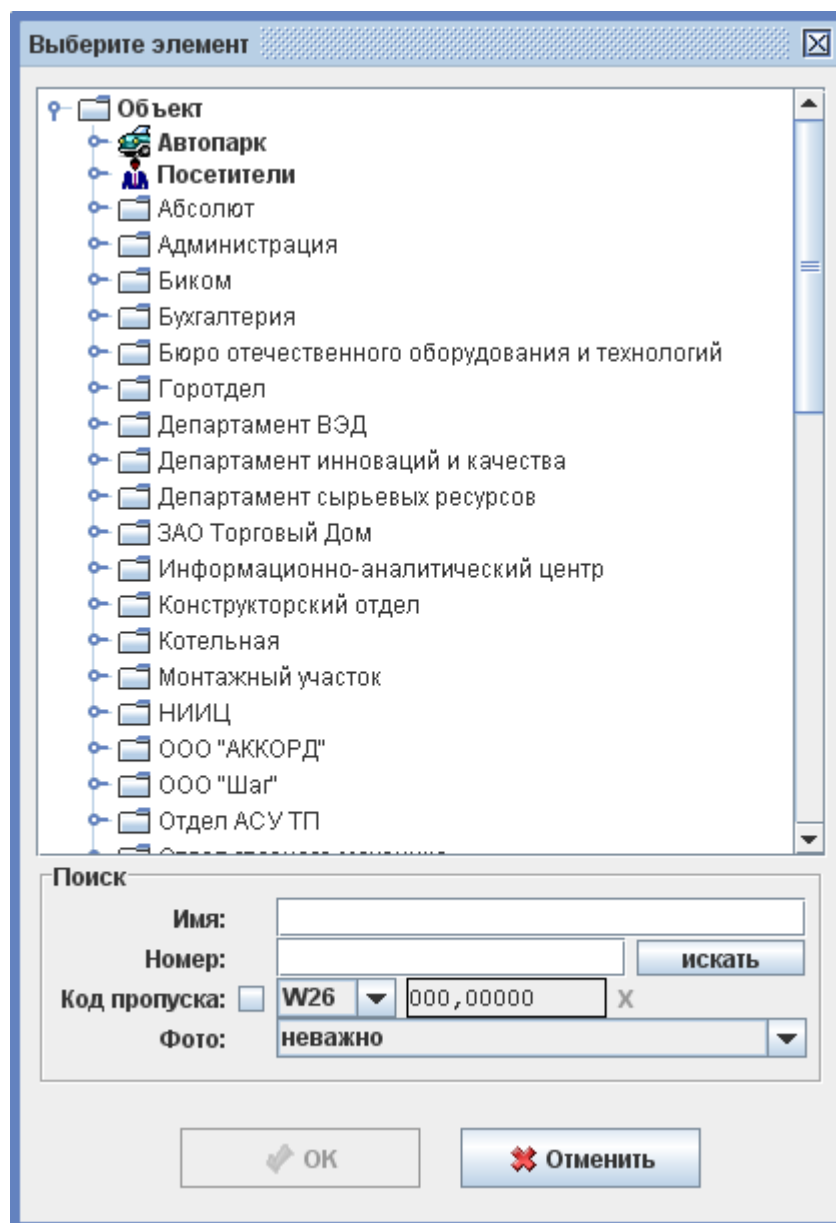 Выберите элемент
Объект
Автопарк
Посетители
Абсолют
Администрация
Биком
Бухгалтерия
Бюро отечественного оборудования и технологий
Горотдел
Департамент ВЭД
Департамент инноваций и качества
Департамент сырьевых ресурсов
ЗАО Торговый Дом
Информационно-аналитический центр
Конструкторский отдел
Котельная
Монтажный участок
НИИЦ
ООО "АККОРД"
ООО "Шаг"
Отдел АСУ ТП
Поиск
Имя:
Номер: искать
Код пропуска: W26 000,00000 X
Фото: неважно
OK Отменить